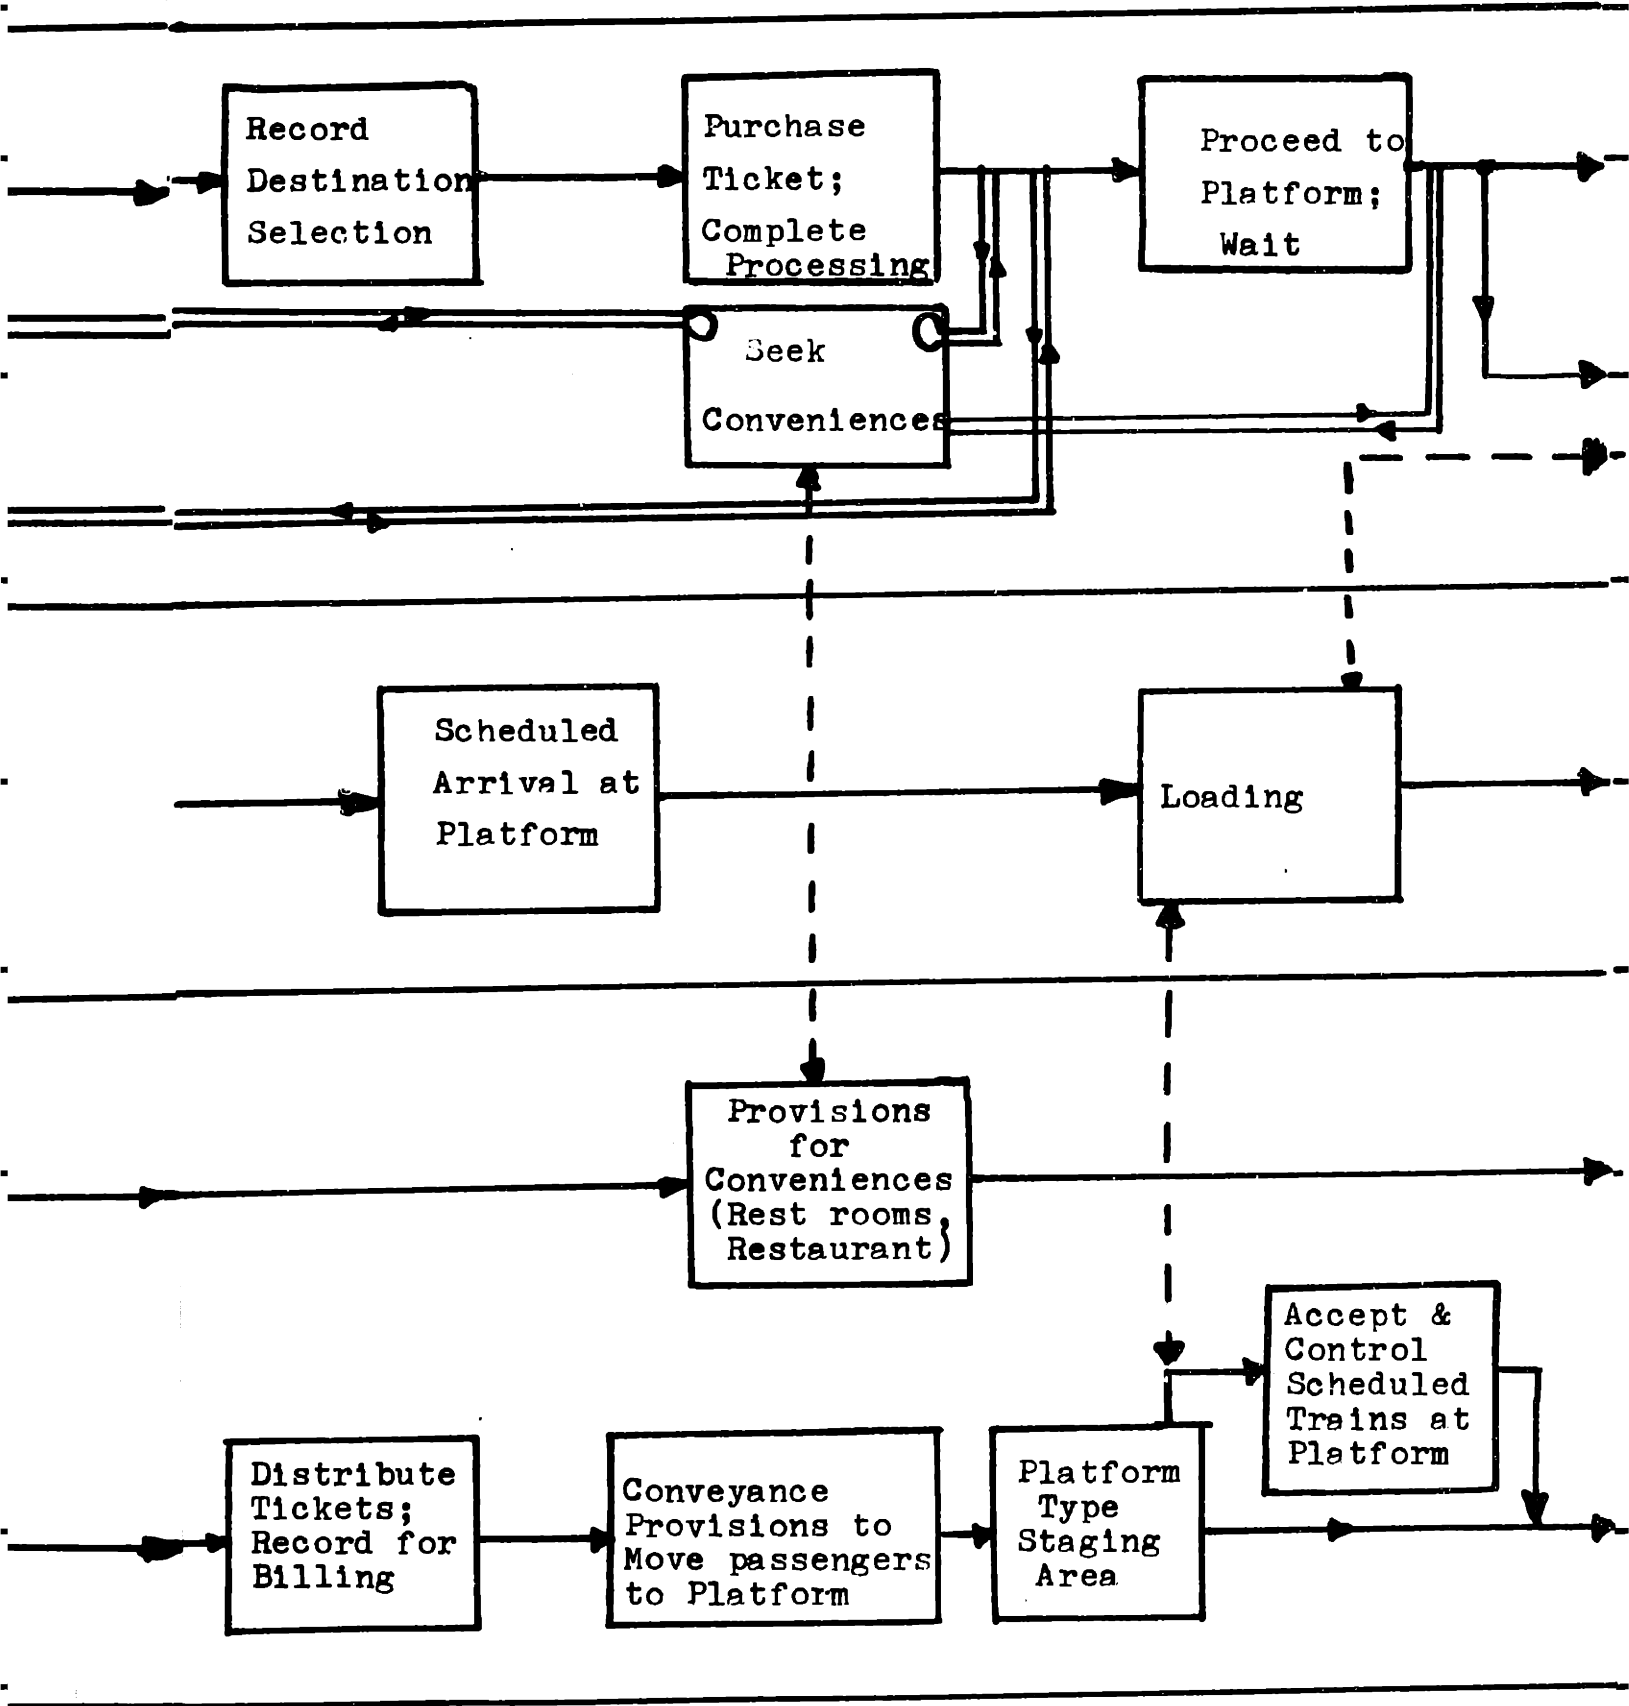 Record
Destination
Selection
Purchase
Ticket;
Complete
Processing
Proceed to
Platform;
Wait
Seek
Conveniences
Scheduled
Arrival at
Platform
Loading
Provisions
for
Conveniences
(Rest rooms,
Restaurant)
Accept &
Control
Scheduled
Trains at
Platform
Distribute
Tickets;
Record for
Billing
Conveyance
Provisions to
Move passengers
to Platform
Platform
Type
Staging
Area